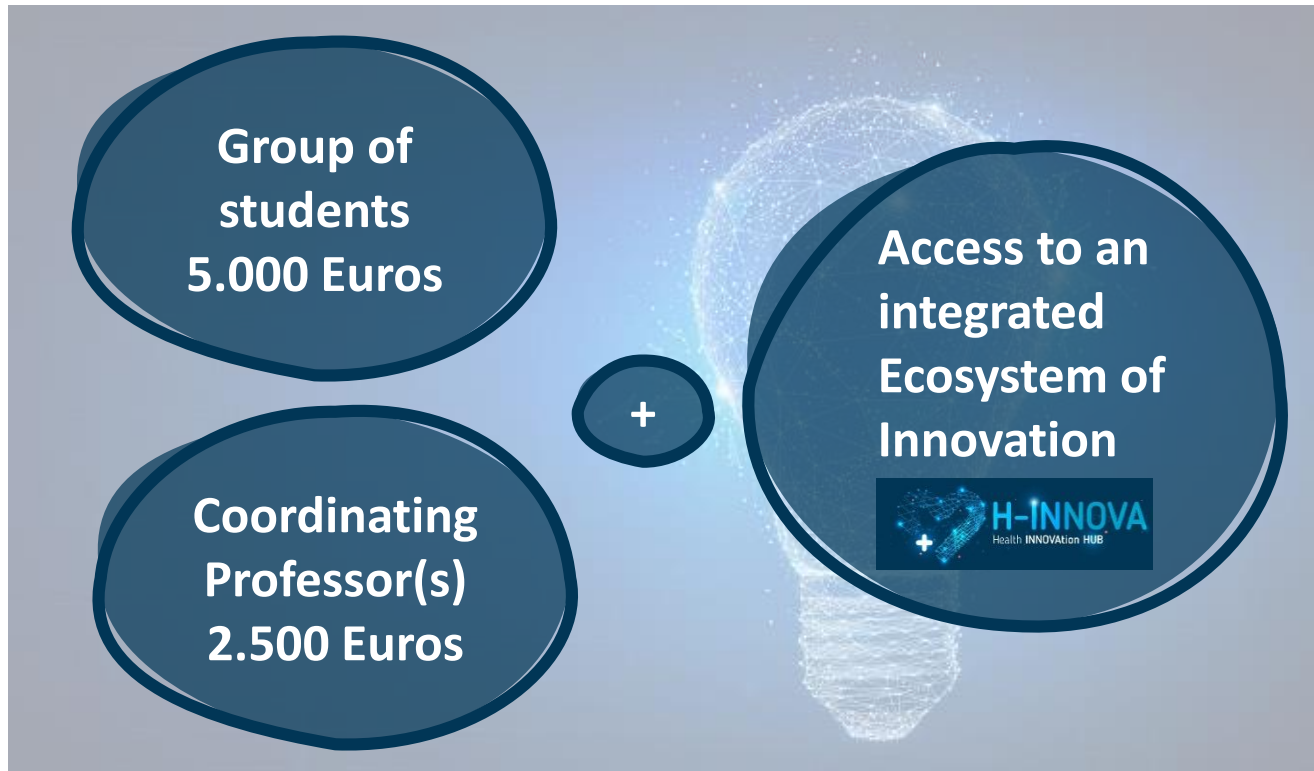 Group of
students
5.000 Euros
Coordinating
Professor(s)
2.500 Euros
+
Access to an
integrated
Ecosystem of
Innovation
H-INNOVA
Health INNOVAtion HUB